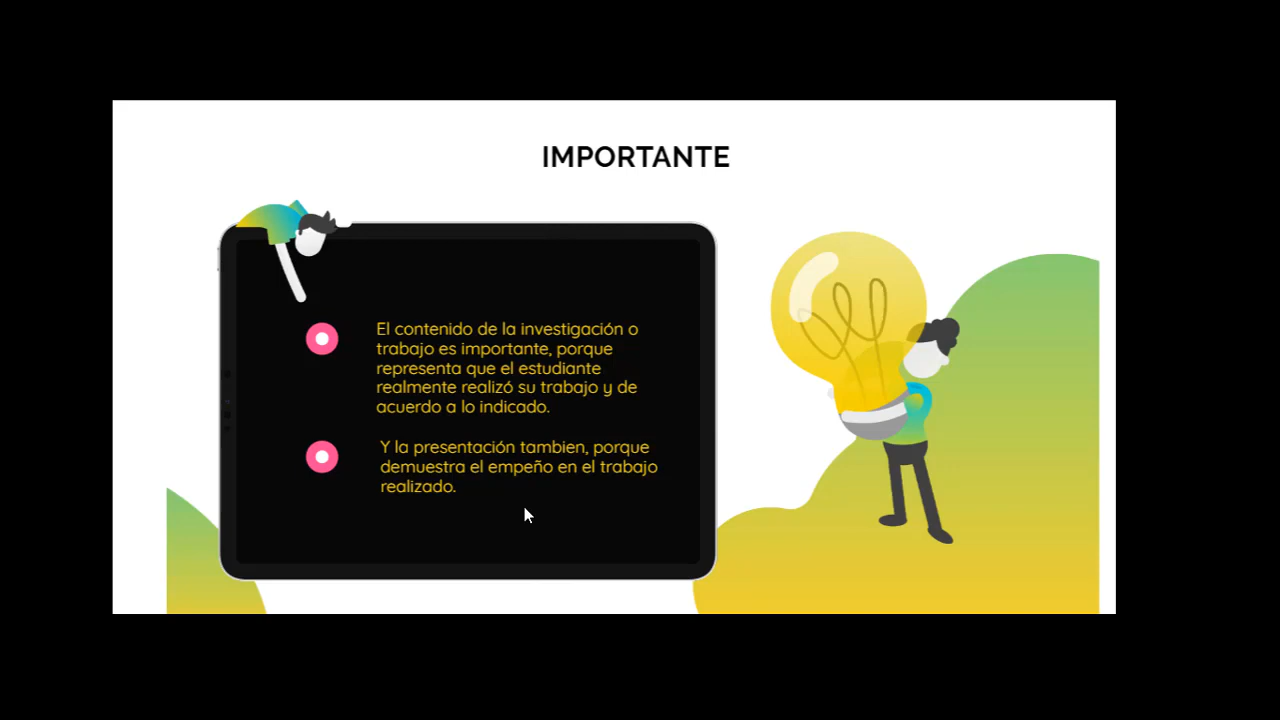 IMPORTANTE
El contenido de la investigación o
trabajo es importante, porque
representa que el estudiante
realmente realizó su trabajo y de
acuerdo a lo indicado.
Y la presentación tambien, porque
demuestra el empeño en el trabajo
realizado.